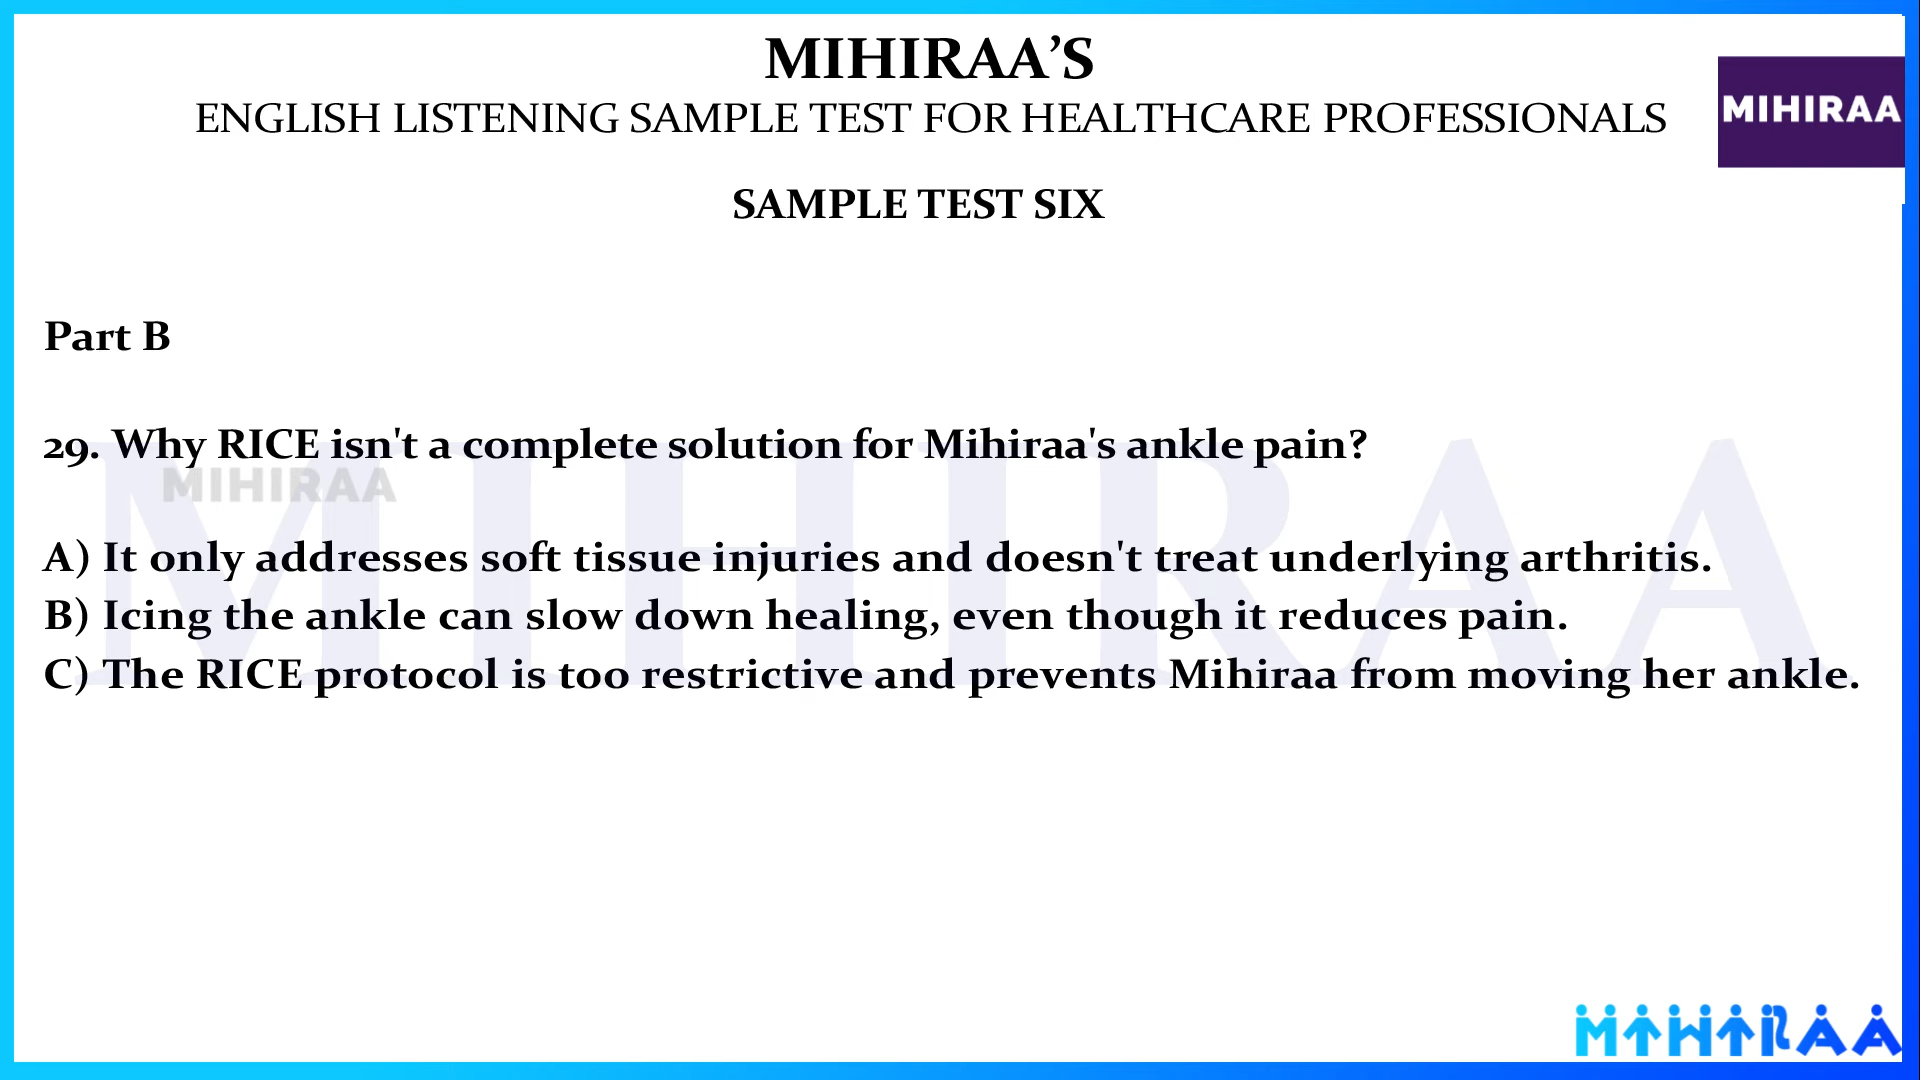 MIHIRAA’S
ENGLISH LISTENING SAMPLE TEST FOR HEALTHCARE PROFESSIONALS
MIHIRAA
SAMPLE TEST SIX
Part B
29. Why RICE isn't a complete solution for Mihiraa's ankle pain?
MIHIRAA
MIHIRAA
A) It only addresses soft tissue injuries and doesn't treat underlying arthritis.
B) Icing the ankle can slow down healing, even though it reduces pain.
C) The RICE protocol is too restrictive and prevents Mihiraa from moving her ankle.
MIHIRAA